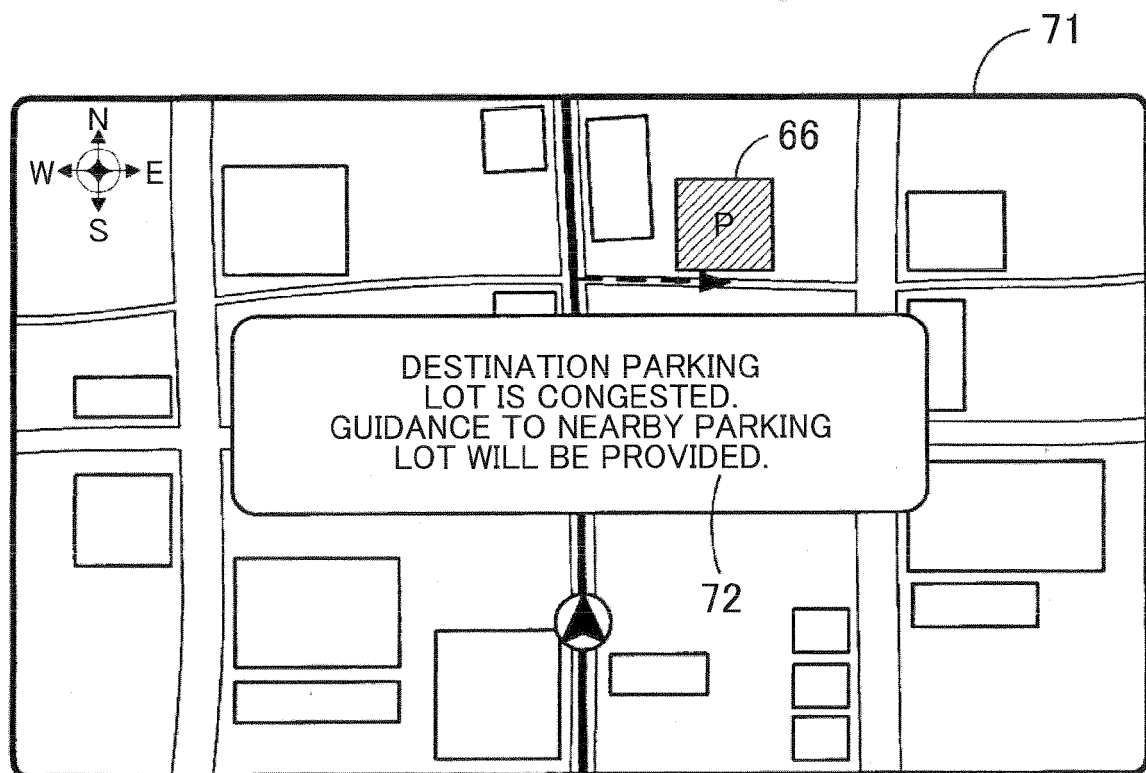 71
66
N
W E
S
P
DESTINATION PARKING
LOT IS CONGESTED.
GUIDANCE TO NEARBY PARKING
LOT WILL BE PROVIDED.
72